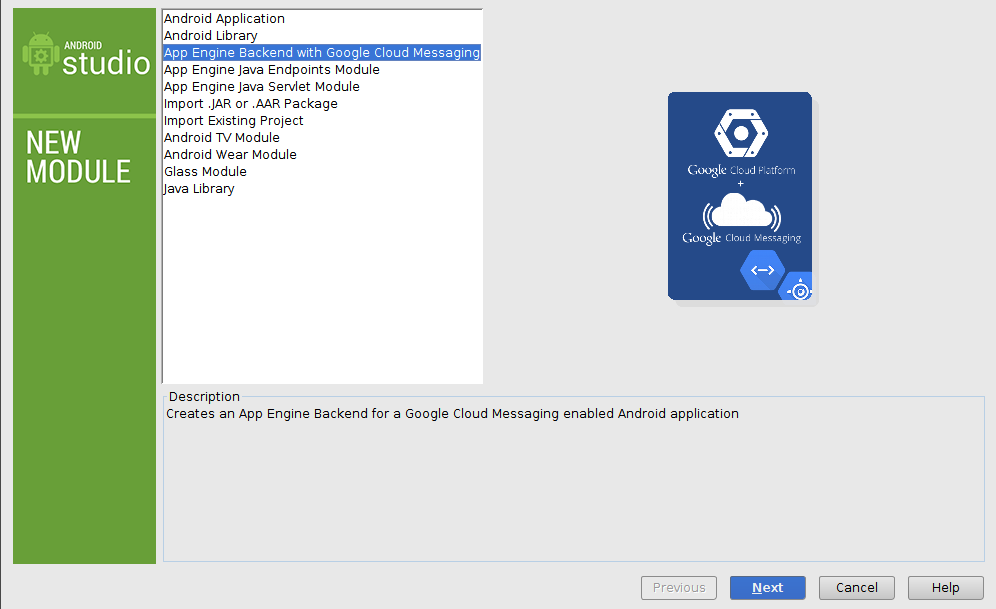 ANDROID
studio
NEW
MODULE
Android Application
Android Library
App Engine Backend with Google Cloud Messaging
App Engine Java Endpoints Module
App Engine Java Servlet Module
Import .JAR or .AAR Package
Import Existing Project
Android TV Module
Android Wear Module
Glass Module
Java Library
Google Cloud Platform
+
Google Cloud Messaging
Description
Creates an App Engine Backend for a Google Cloud Messaging enabled Android application
Previous
Next
Cancel
Help